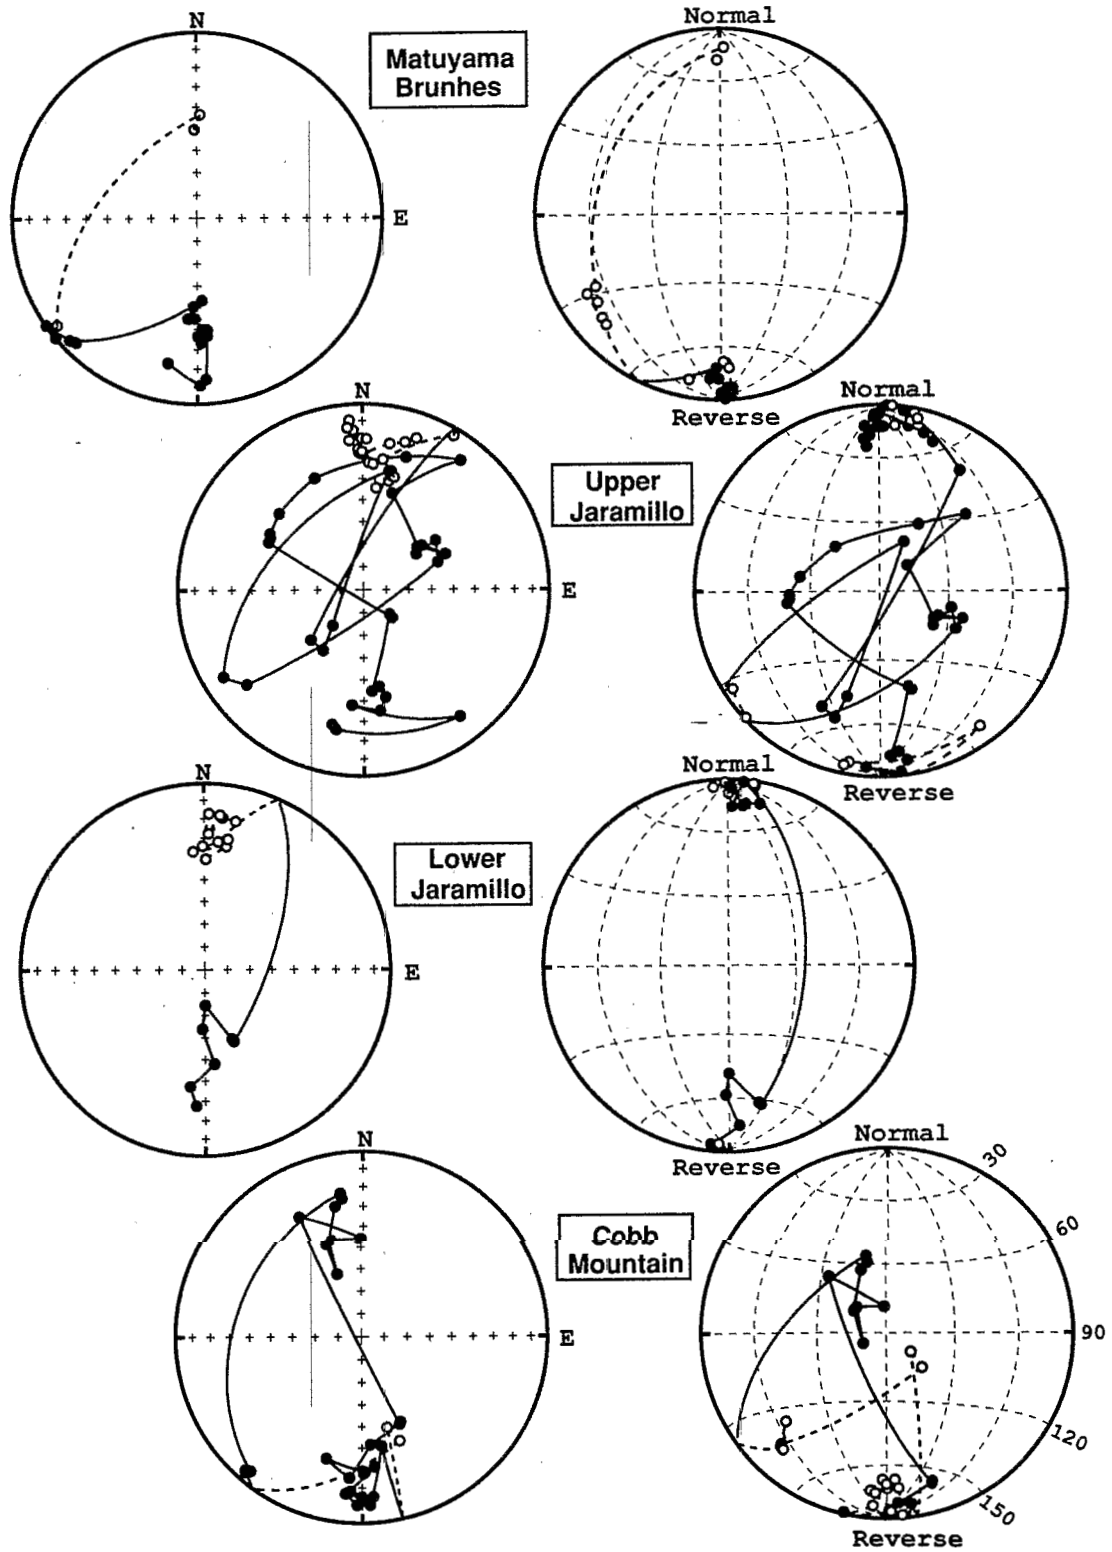 N
Normal
Matuyama
Brunhes
E
Reverse
N
Normal
Upper
Jaramillo
E
Reverse
N
Normal
Lower
Jaramillo
E
Reverse
N
Normal
30
Cobb
Mountain
60
E
90
120
150
Reverse